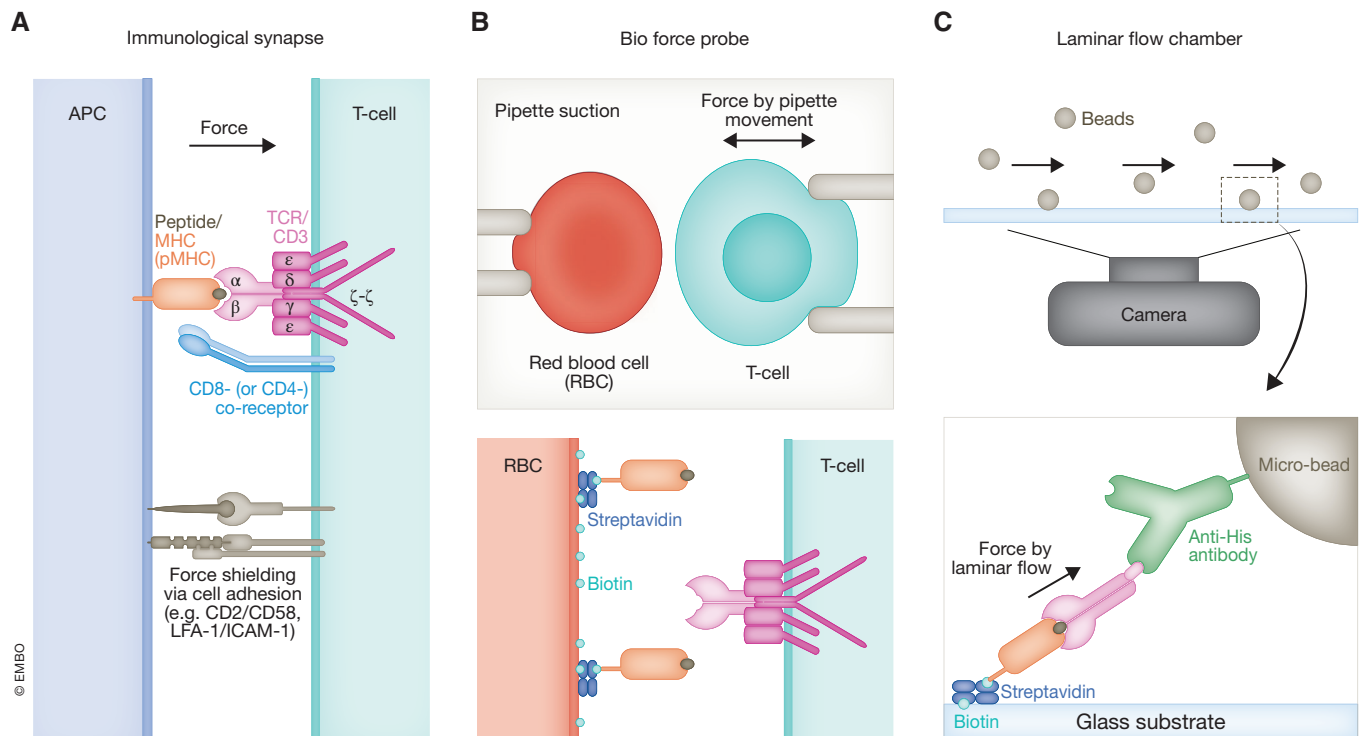 A
Immunological synapse
APC
Force
T-cell
Peptide/
MHC
(pMHC)
TCR/
CD3
ε
δ
α
β
γ
ε
ζ-ζ
CD8- (or CD4-)
co-receptor
Force shielding
via cell adhesion
(e.g. CD2/CD58,
LFA-1/ICAM-1)
© EMBO
B
Bio force probe
Pipette suction
Force by pipette
movement
Red blood cell
(RBC)
T-cell
RBC
T-cell
Streptavidin
Biotin
C
Laminar flow chamber
Beads
Camera
Micro-bead
Anti-His
antibody
Force by
laminar flow
Streptavidin
Biotin
Glass substrate